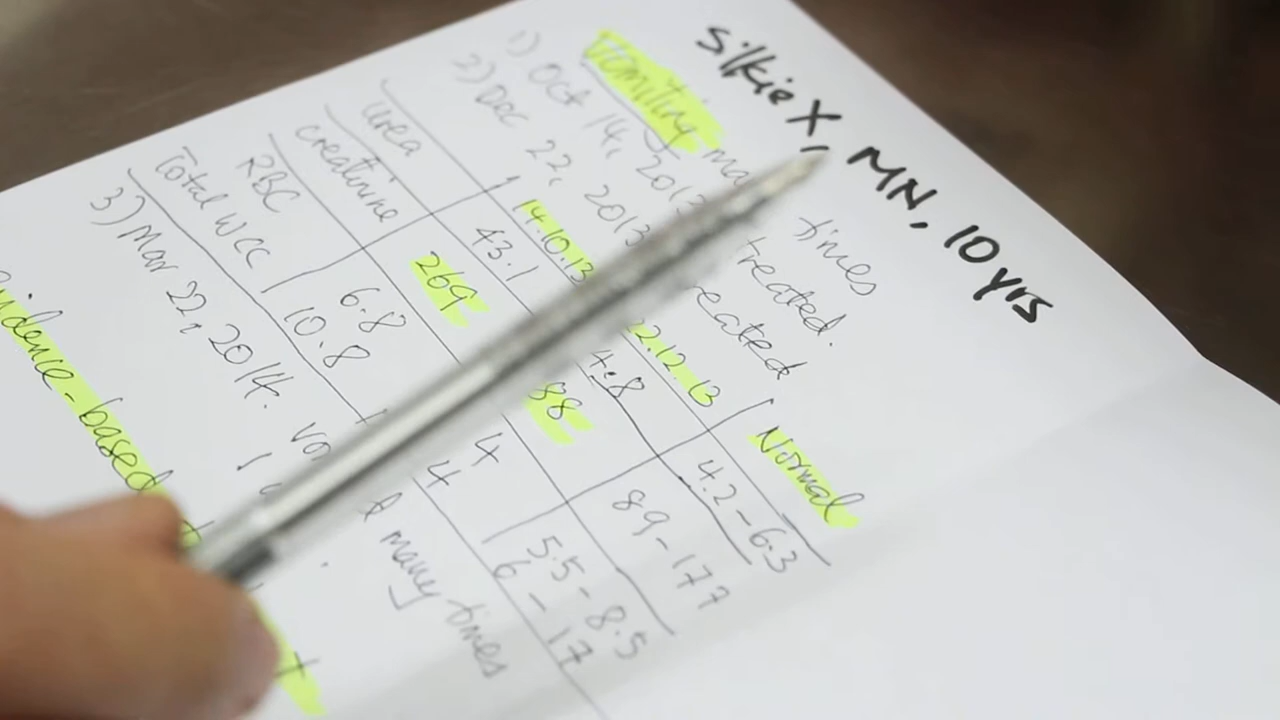 Silkie X, MN, 10 yrs
Vomiting times
1) Oct 14, 2013 treated.
2) Dec 22, 2013
14.10.13 22.12.13 Normal
Urea 43.1 4.8 4.2-6.3
Creatinine 269 88 89-177
RBC 6.8 4 5.5-8.5
Total WCC 10.8 4 6-17
3) Mar 22, 2014. many times